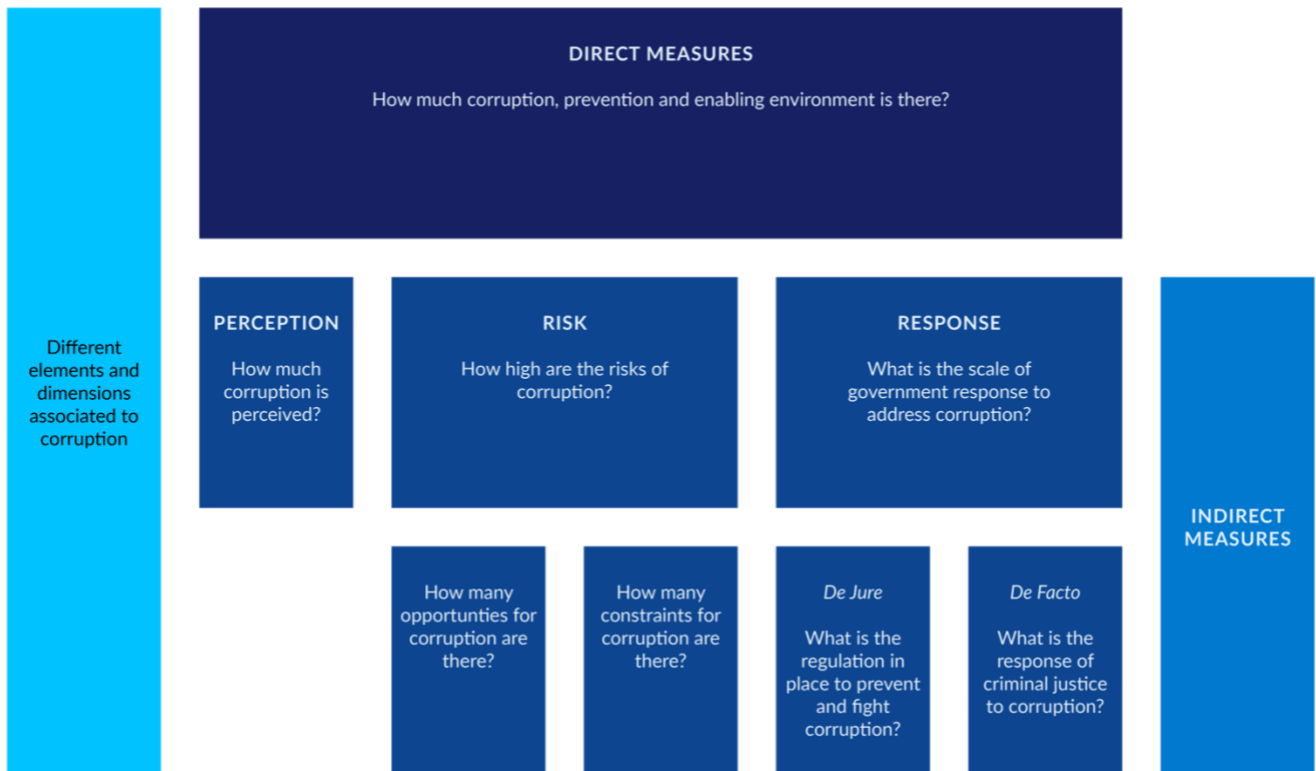 DIRECT MEASURES
How much corruption, prevention and enabling environment is there?
Different
elements and
dimensions
associated to
corruption
PERCEPTION
How much
corruption is
perceived?
RISK
How high are the risks of
corruption?
RESPONSE
What is the scale of
government response to
address corruption?
INDIRECT
MEASURES
How many
opportunties for
corruption are
there?
How many
constraints for
corruption are
there?
De Jure
What is the
regulation in
place to prevent
and fight
corruption?
De Facto
What is the
response of
criminal justice
to corruption?